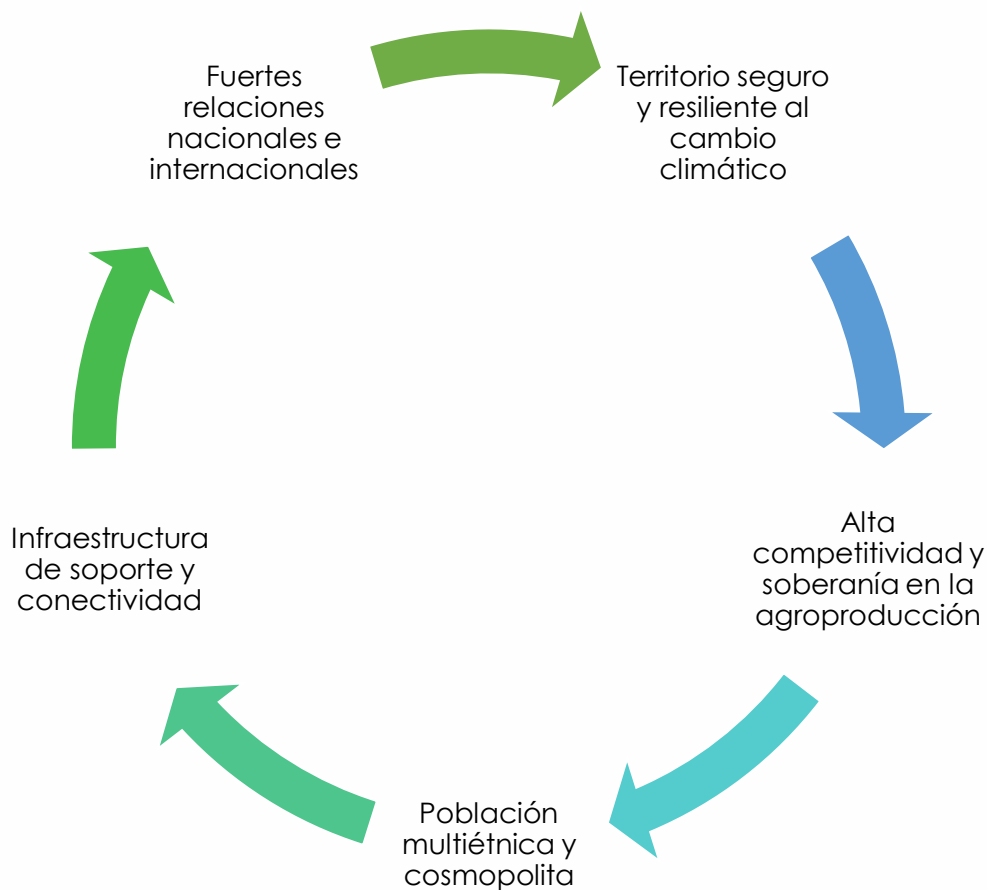 Fuertes
relaciones
nacionales e
internacionales
Territorio seguro
y resiliente al
cambio
climático
Alta
competitividad y
soberanía en la
agroproducción
Población
multiétnica y
cosmopolita
Infraestructura
de soporte y
conectividad